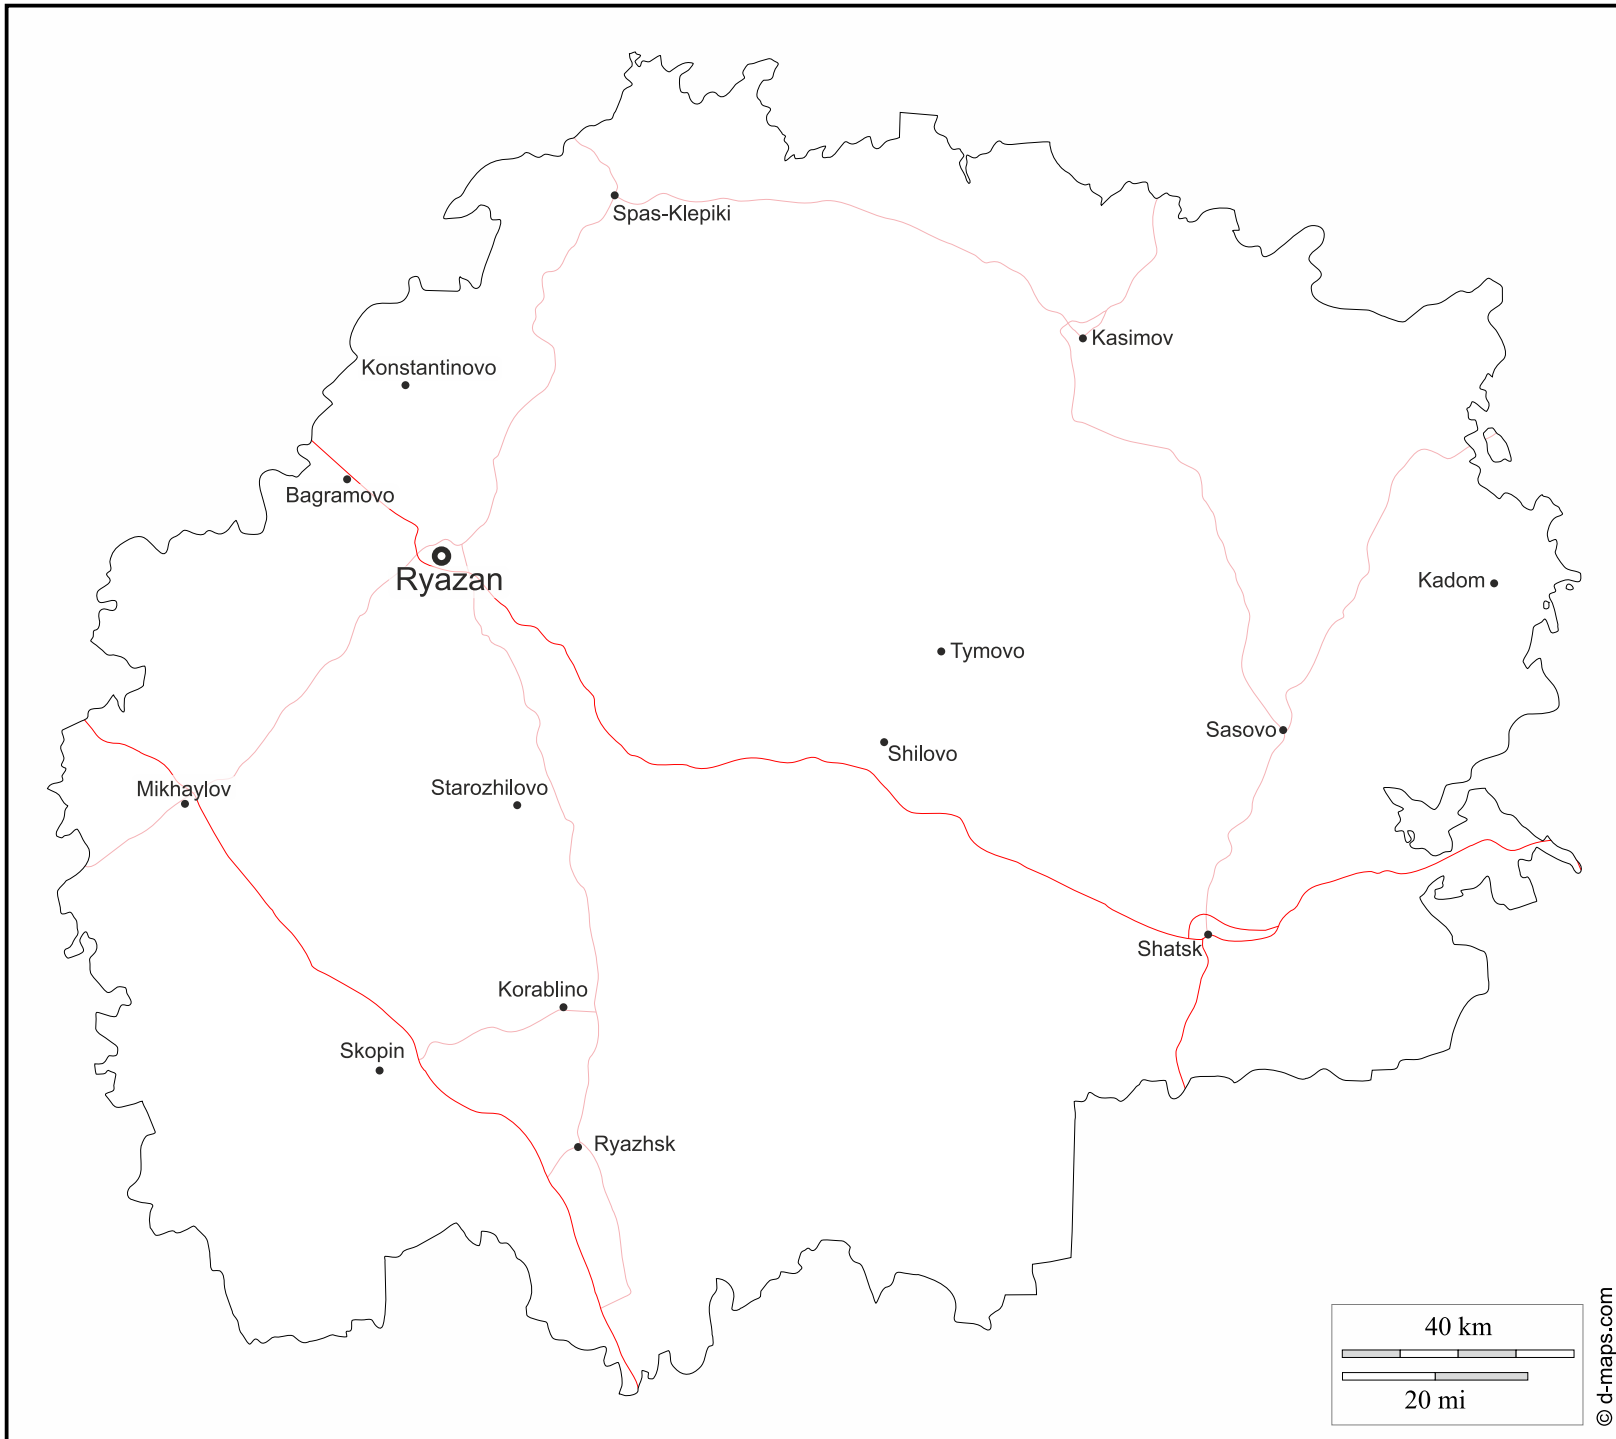 Spas-Klepiki
Kasimov
Konstantinovo
Bagramovo
Ryazan
Kadom
Tymovo
Sasovo
Shilovo
Mikhaylov
Starozhilovo
Shatsk
Korablino
Skopin
Ryazhsk
40 km
20 mi
© d-maps.com